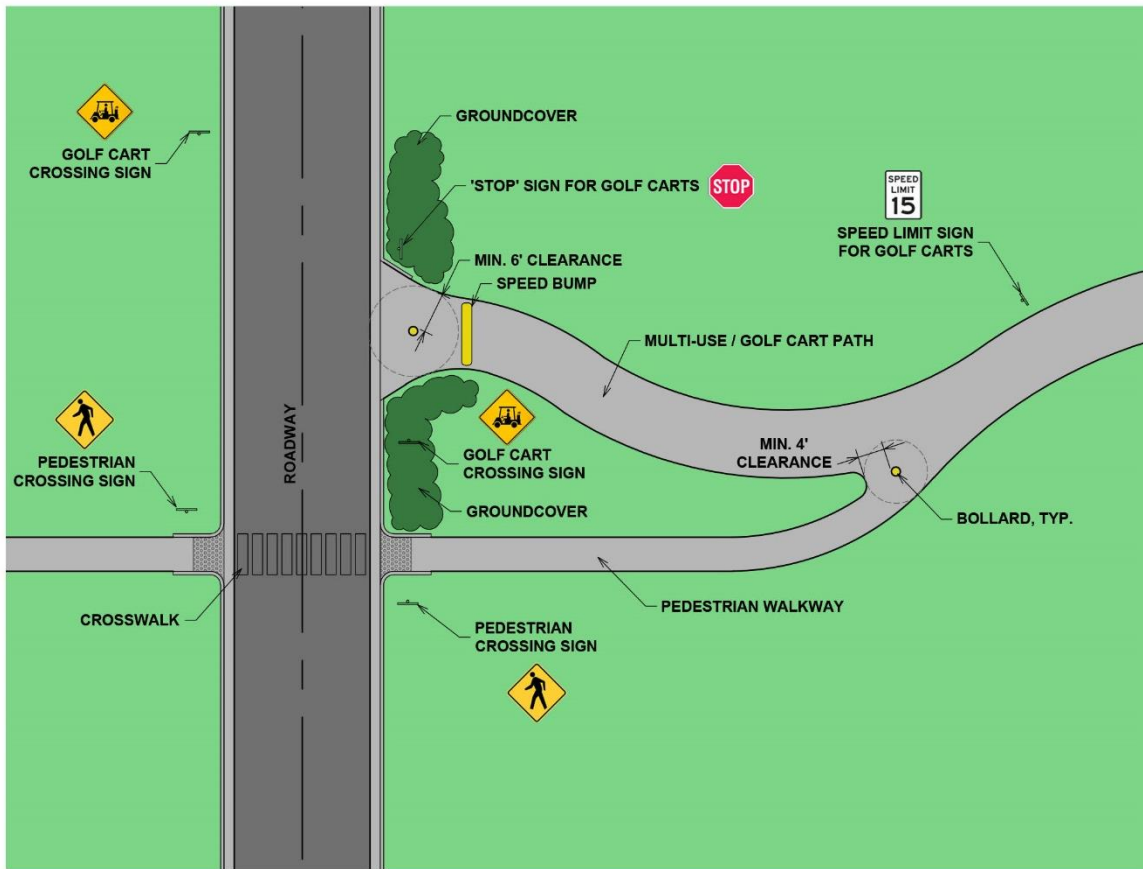 GROUNDCOVER
GOLF CART
CROSSING SIGN
'STOP' SIGN FOR GOLF CARTS
STOP
SPEED
LIMIT
15
SPEED LIMIT SIGN
FOR GOLF CARTS
MIN. 6' CLEARANCE
SPEED BUMP
MULTI-USE / GOLF CART PATH
ROADWAY
PEDESTRIAN
CROSSING SIGN
GOLF CART
CROSSING SIGN
MIN. 4'
CLEARANCE
GROUNDCOVER
BOLLARD, TYP.
CROSSWALK
PEDESTRIAN WALKWAY
PEDESTRIAN
CROSSING SIGN